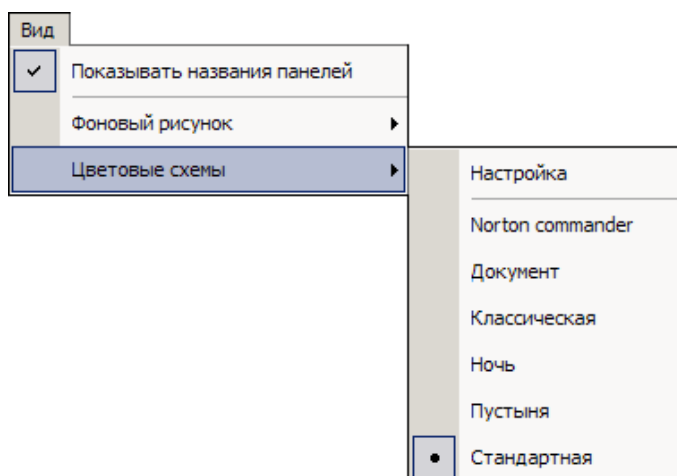 Вид
Показывать названия панелей
Фоновый рисунок
Цветовые схемы
Настройка
Norton commander
Документ
Классическая
Ночь
Пустыня
Стандартная